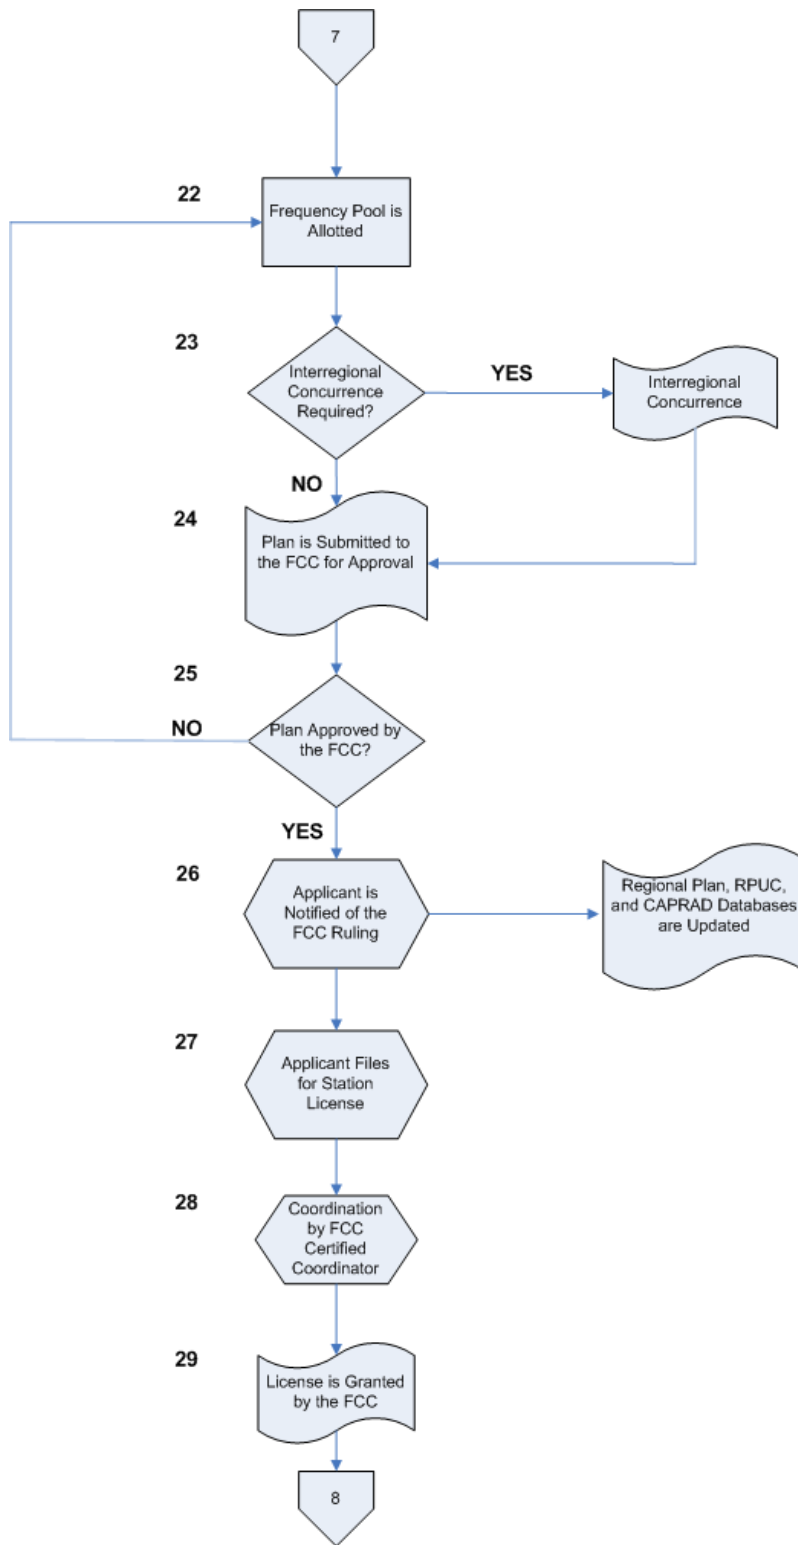 7
22
Frequency Pool is
Allotted
23
Interregional
Concurrence
Required?
YES
Interregional
Concurrence
NO
24
Plan is Submitted to
the FCC for Approval
25
NO
Plan Approved by
the FCC?
YES
26
Applicant is
Notified of the
FCC Ruling
Regional Plan, RPUC,
and CAPRAD Databases
are Updated
27
Applicant Files
for Station
License
28
Coordination
by FCC
Certified
Coordinator
29
License is Granted
by the FCC
8